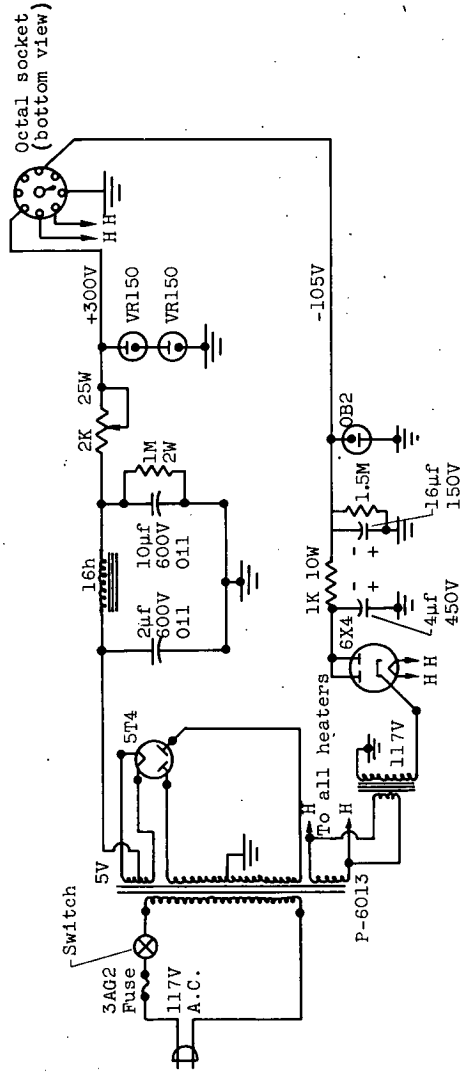 Octal socket
(bottom view)
H
H
+300V
VR150
VR150
25W
2K
1M
2W
10μf
600V
Oil
16h
2μf
600V
Oil
5T4
5V
Switch
3AG2
Fuse
117V
A.C.
P-6013
H
To all heaters
H
117V
6X4
H
H
1K 10W
-
+
-
+
4μf
450V
1.5M
16μf
150V
OB2
-105V